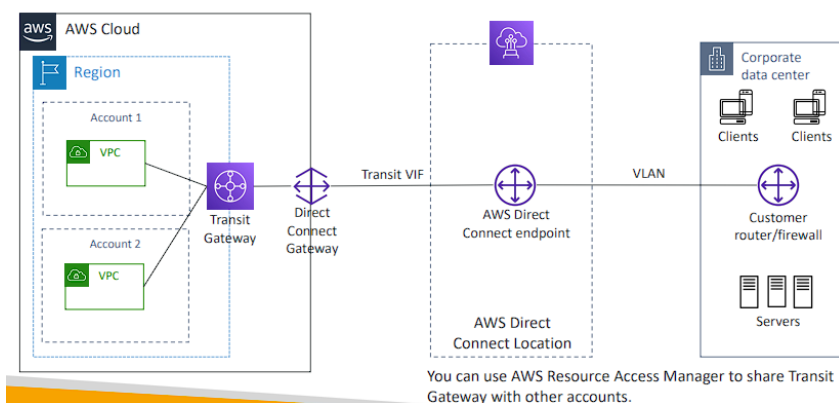 aws
AWS Cloud
Region
Account 1
VPC
Account 2
VPC
Transit
Gateway
Direct
Connect
Gateway
Transit VIF
AWS Direct
Connect endpoint
AWS Direct
Connect Location
VLAN
Corporate
data center
Clients
Clients
Customer
router/firewall
Servers
You can use AWS Resource Access Manager to share Transit
Gateway with other accounts.